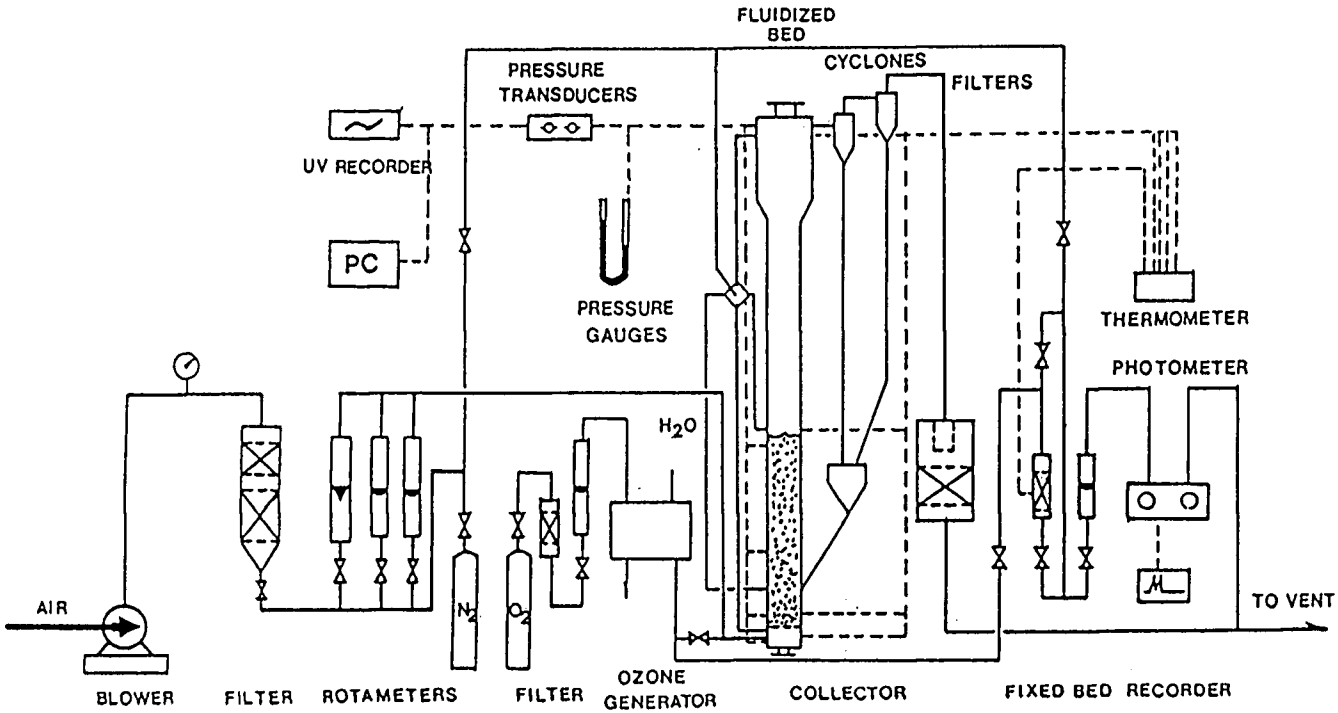 FLUIDIZED
BED
CYCLONES
PRESSURE
TRANSDUCERS
FILTERS
UV RECORDER
PC
PRESSURE
GAUGES
THERMOMETER
PHOTOMETER
H2O
N2
O2
AIR
TO VENT
BLOWER
FILTER
ROTAMETERS
FILTER
OZONE
GENERATOR
COLLECTOR
FIXED BED
RECORDER